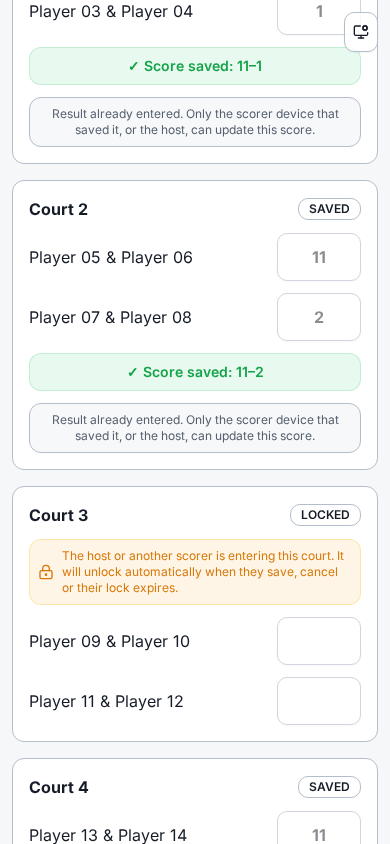 Player 03 & Player 04
1
✓ Score saved: 11–1
Result already entered. Only the scorer device that
saved it, or the host, can update this score.
Court 2
SAVED
Player 05 & Player 06
11
Player 07 & Player 08
2
✓ Score saved: 11–2
Result already entered. Only the scorer device that
saved it, or the host, can update this score.
Court 3
LOCKED
The host or another scorer is entering this court. It
will unlock automatically when they save, cancel
or their lock expires.
Player 09 & Player 10
Player 11 & Player 12
Court 4
SAVED
Player 13 & Player 14
11